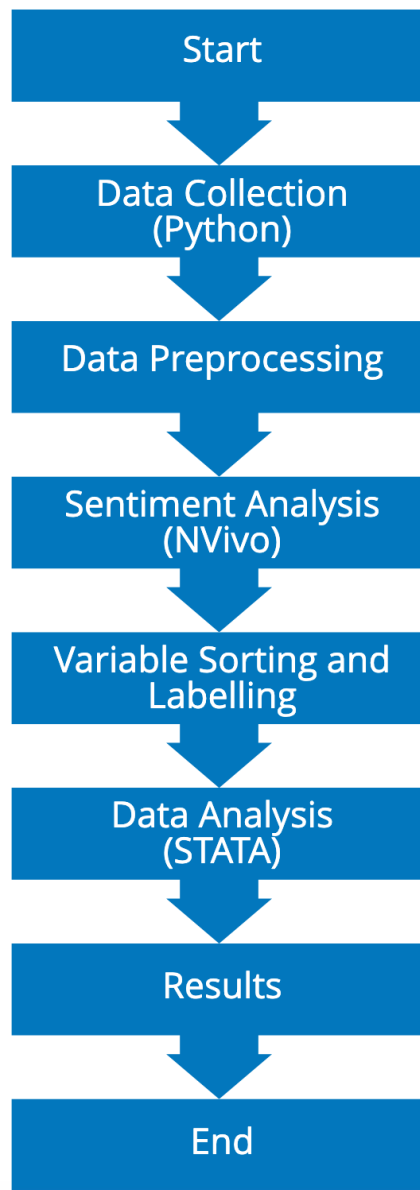 Start
Data Collection
(Python)
Data Preprocessing
Sentiment Analysis
(NVivo)
Variable Sorting and
Labelling
Data Analysis
(STATA)
Results
End